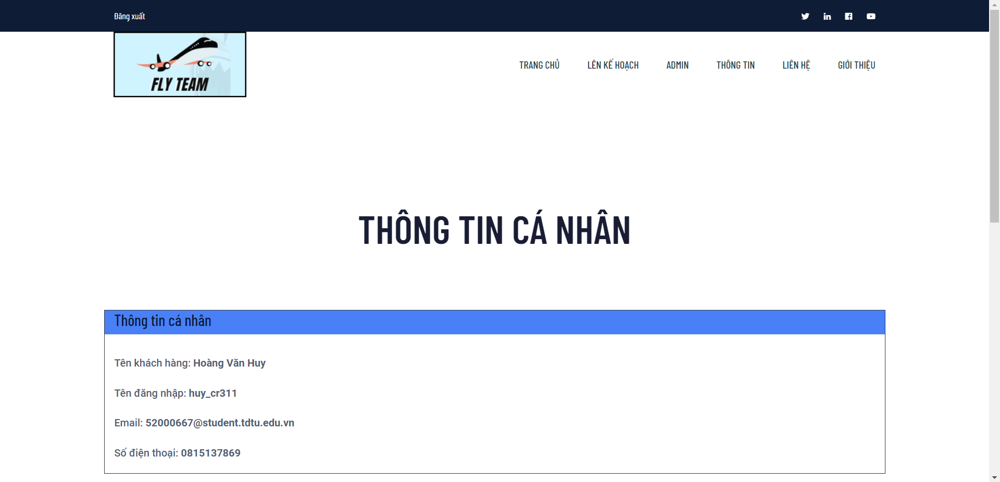 Đăng xuất
FLY TEAM
TRANG CHỦ LÊN KẾ HOẠCH ADMIN THÔNG TIN LIÊN HỆ GIỚI THIỆU
THÔNG TIN CÁ NHÂN
Thông tin cá nhân
Tên khách hàng: Hoàng Văn Huy
Tên đăng nhập: huy_cr311
Email: 52000667@student.tdtu.edu.vn
Số điện thoại: 0815137869